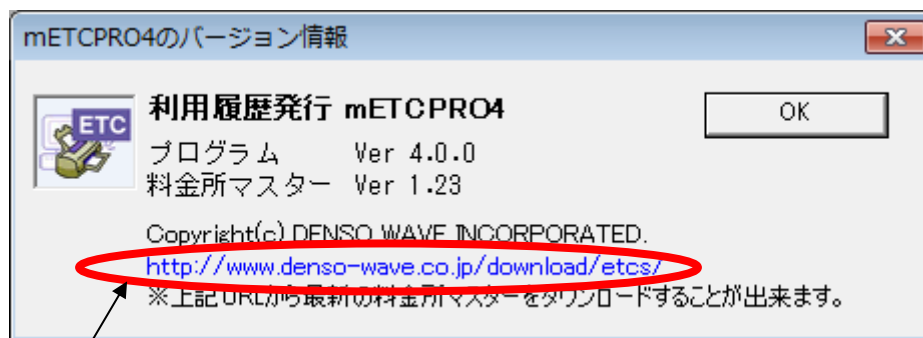 mETCPRO4のバージョン情報
ETC
利用履歴発行 mETCPRO4
OK
プログラム Ver 4.0.0
料金所マスター Ver 1.23
Copyright(c) DENSO WAVE INCORPORATED.
http://www.denso-wave.co.jp/download/etcs/
※上記URLから最新の料金所マスターをダウンロードすることが出来ます。